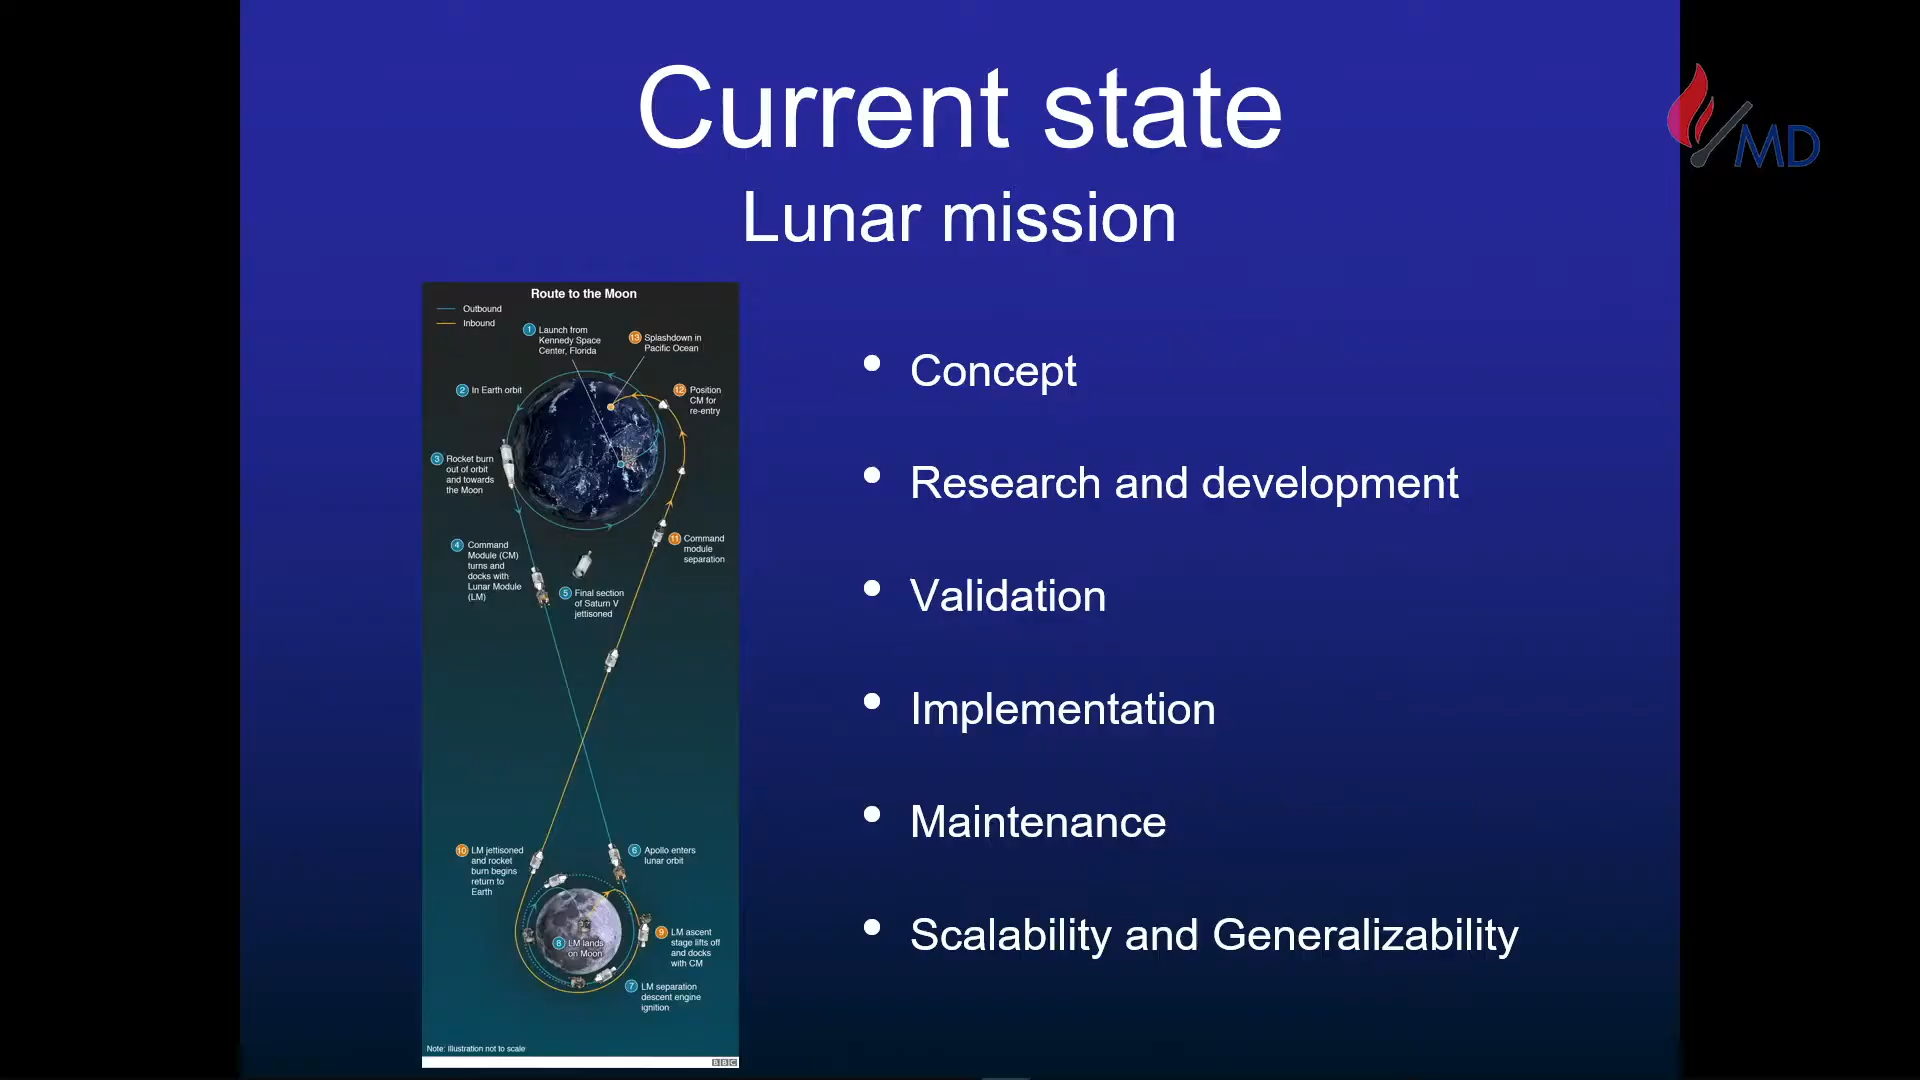 Current state
Lunar mission
MD
Route to the Moon
Outbound
Inbound
1 Launch from
Kennedy Space
Center, Florida
13 Splashdown in
Pacific Ocean
2 In Earth orbit
12 Position
CM for
re-entry
3 Rocket burn
out of orbit
and towards
the Moon
4 Command
Module (CM)
turns and
docks with
Lunar Module
(LM)
11 Command
module
separation
5 Final section
of Saturn V
jettisoned
10 LM jettisoned
and rocket
burn begins
return to
Earth
6 Apollo enters
lunar orbit
8 LM lands
on Moon
9 LM ascent
stage lifts off
and docks
with CM
7 LM separation
descent engine
ignition
Note: Illustration not to scale
BBC
• Concept
• Research and development
• Validation
• Implementation
• Maintenance
• Scalability and Generalizability